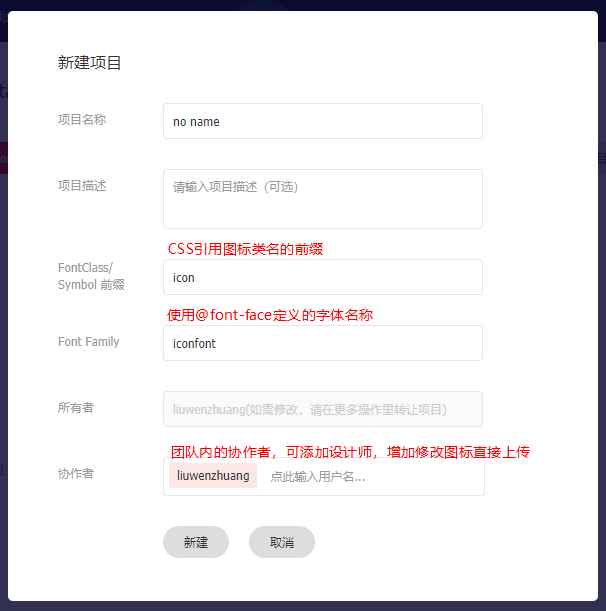 新建项目
项目名称
no name
项目描述
请输入项目描述（可选）
CSS引用图标类名的前缀
FontClass/
Symbol 前缀
icon
使用@font-face定义的字体名称
Font Family
iconfont
所有者
liuwenzhuang(如需修改，请在更多操作里转让项目)
团队内的协作者，可添加设计师，增加修改图标直接上传
协作者
liuwenzhuang
点此输入用户名...
新建
取消